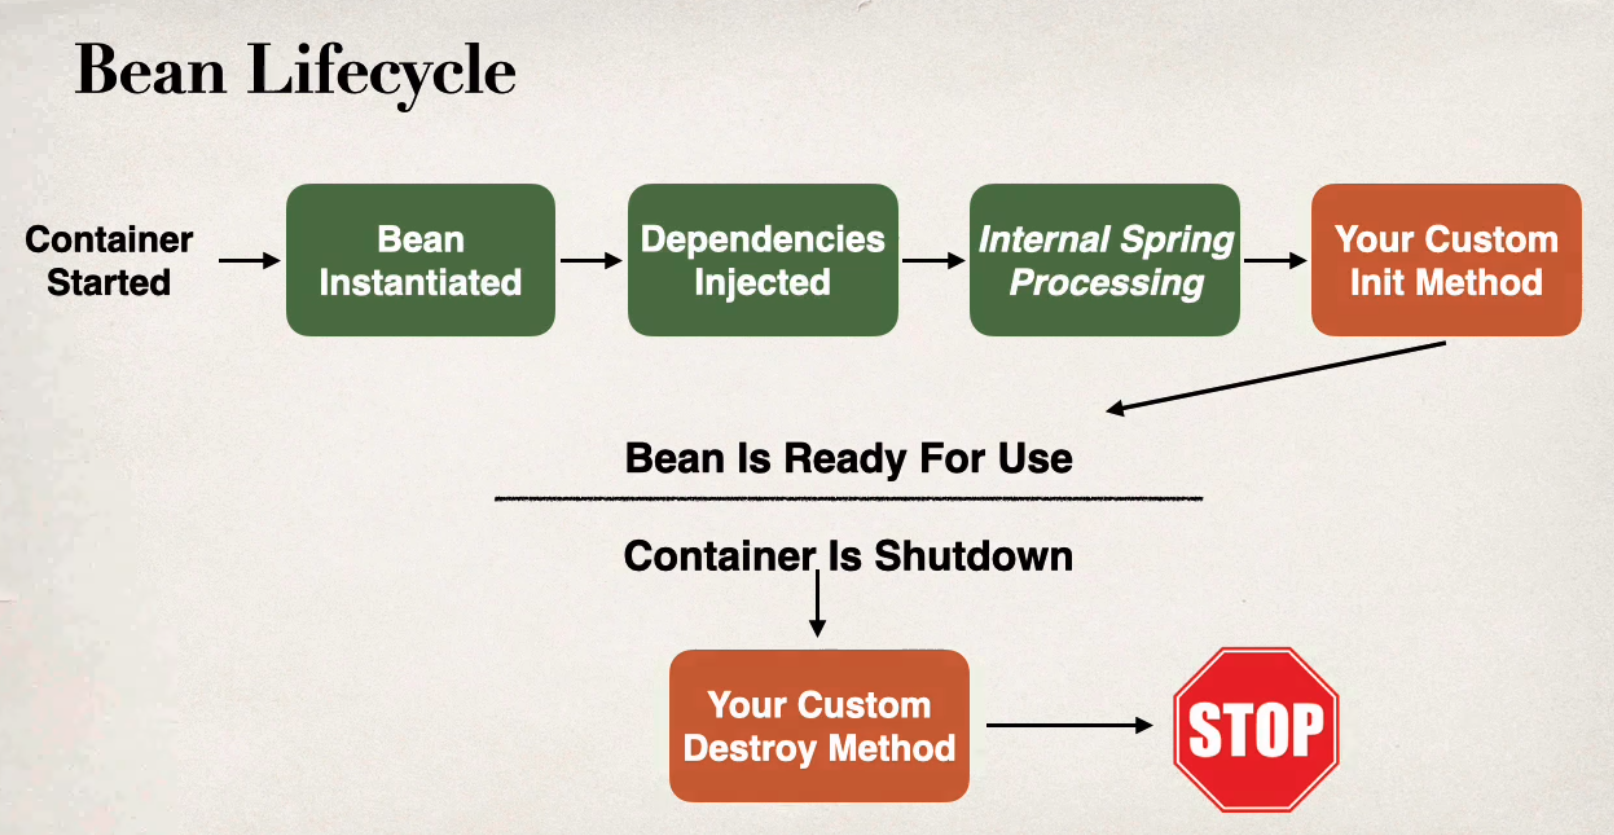 Bean Lifecycle
Container
Started
Bean
Instantiated
Dependencies
Injected
Internal Spring
Processing
Your Custom
Init Method
Bean Is Ready For Use
Container Is Shutdown
Your Custom
Destroy Method
STOP